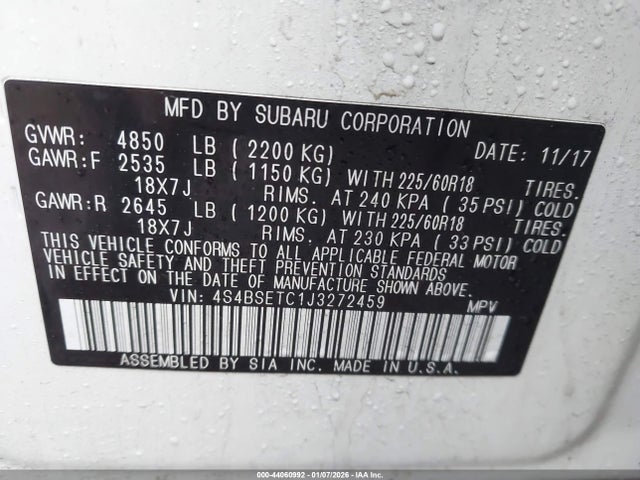 MFD BY SUBARU CORPORATION
GVWR: 4850 LB ( 2200 KG) DATE: 11/17
GAWR:F 2535 LB ( 1150 KG) WITH 225/60R18 TIRES.
18X7J RIMS. AT 240 KPA ( 35 PSI) COLD
GAWR:R 2645 LB ( 1200 KG) WITH 225/60R18 TIRES.
18X7J RIMS. AT 230 KPA ( 33 PSI) COLD
THIS VEHICLE CONFORMS TO ALL APPLICABLE FEDERAL MOTOR
VEHICLE SAFETY AND THEFT PREVENTION STANDARDS
IN EFFECT ON THE DATE OF MANUFACTURE SHOWN ABOVE.
VIN: 4S4BSETC1J3272459 MPV
ASSEMBLED BY SIA INC. MADE IN U.S.A.
000-44060992 | 01/07/2026 | IAA Inc.